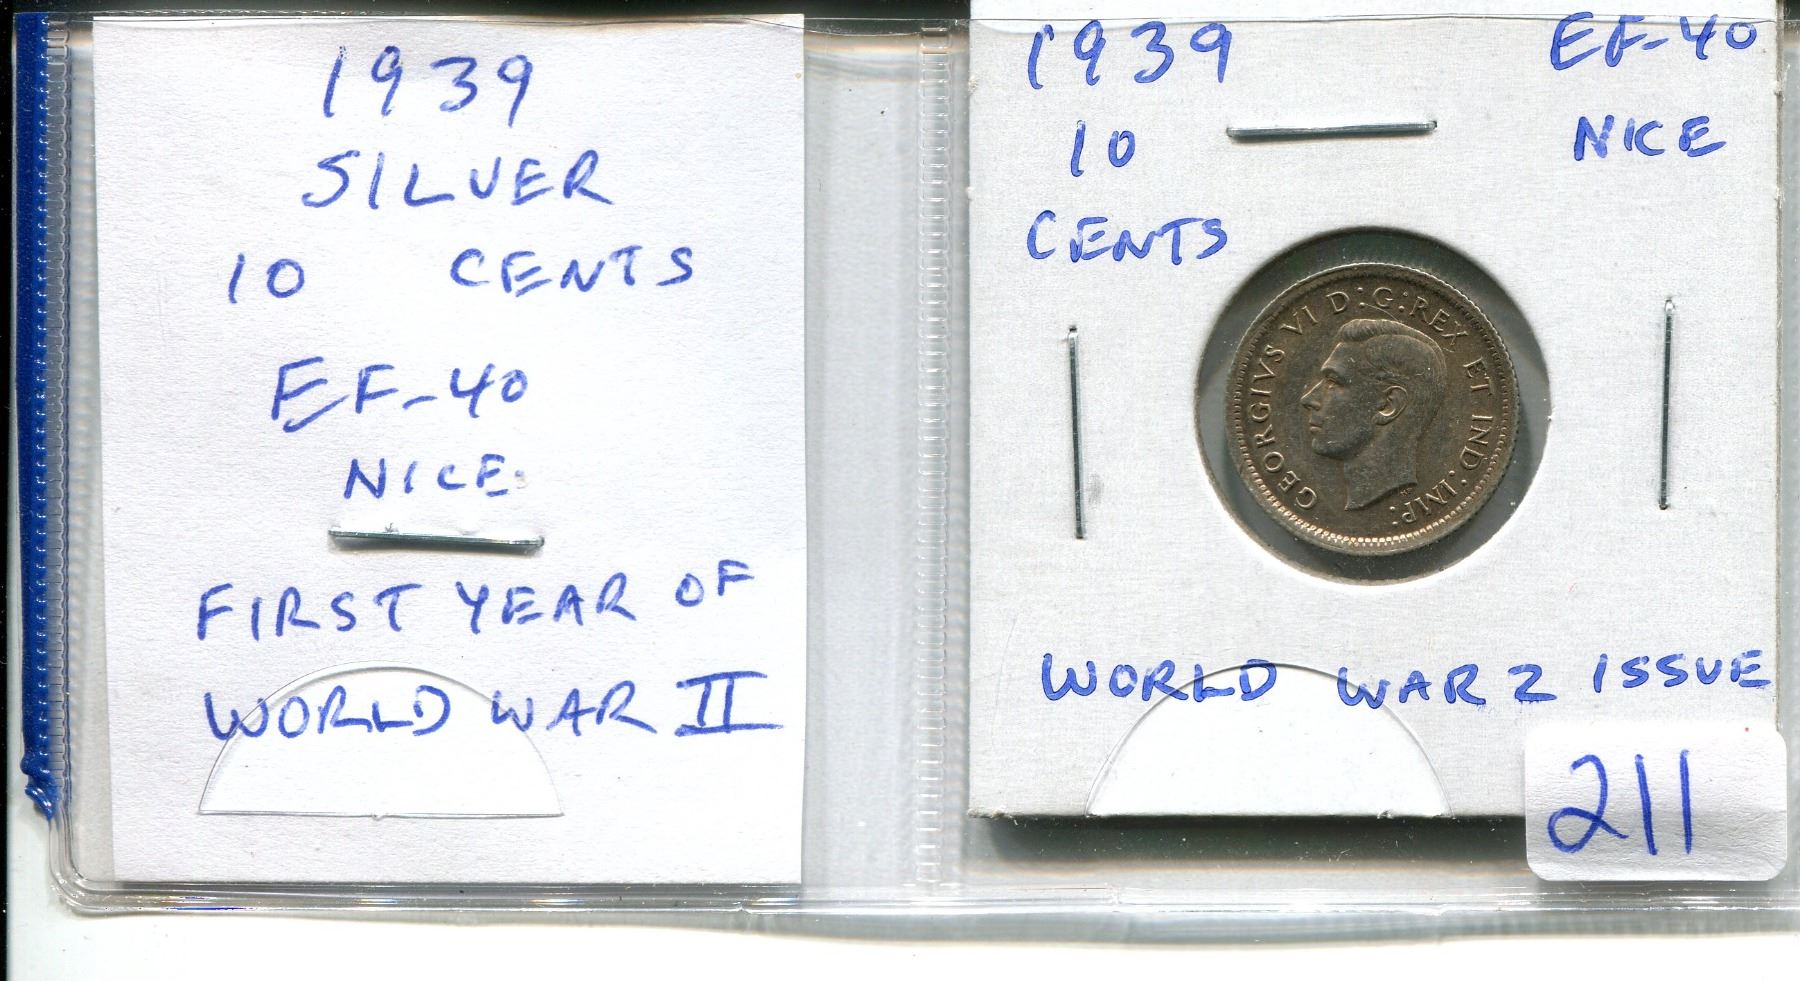 1939
SILVER
10 CENTS
EF-40
NICE
FIRST YEAR OF
WORLD WAR II
1939
10
CENTS
EF-40
NICE
GEORGIVS VI D:G:REX ET IND:IMP:
HP
WORLD WAR 2 ISSUE
211